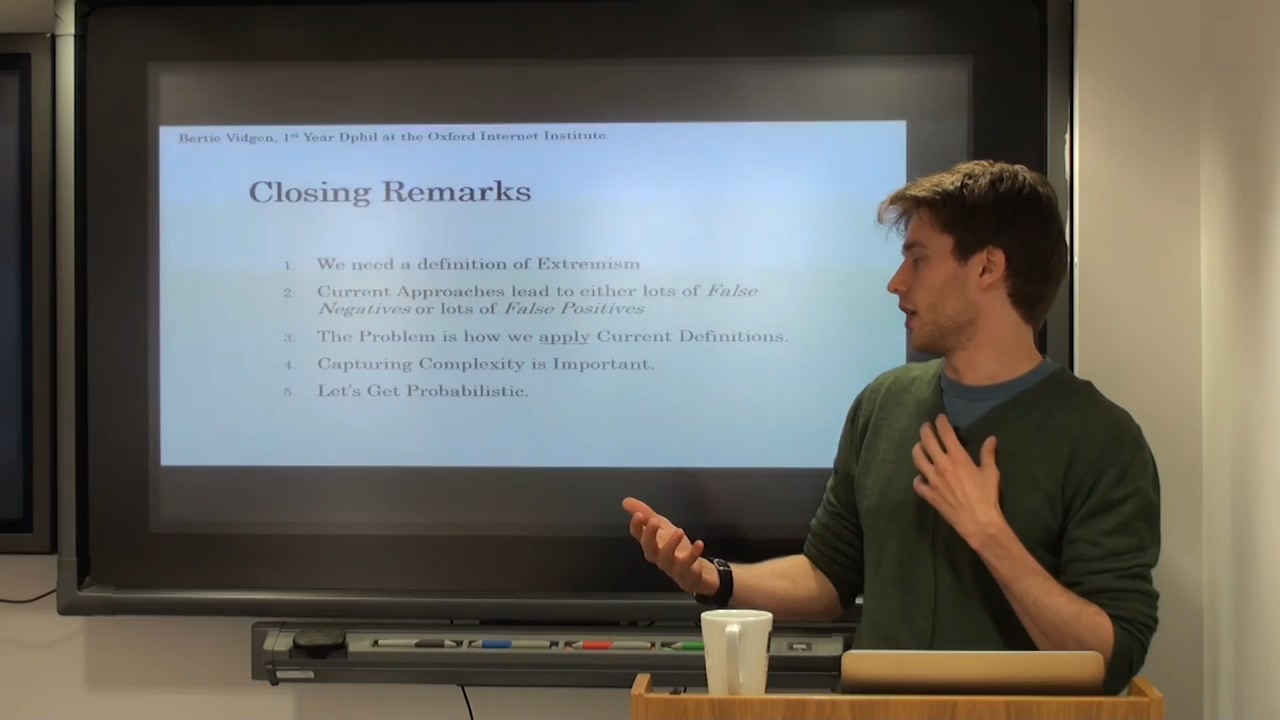 Bertie Vidgen, 1st Year Dphil at the Oxford Internet Institute
Closing Remarks
1. We need a definition of Extremism
2. Current Approaches lead to either lots of False
Negatives or lots of False Positives
3. The Problem is how we apply Current Definitions.
4. Capturing Complexity is Important.
5. Let's Get Probabilistic.